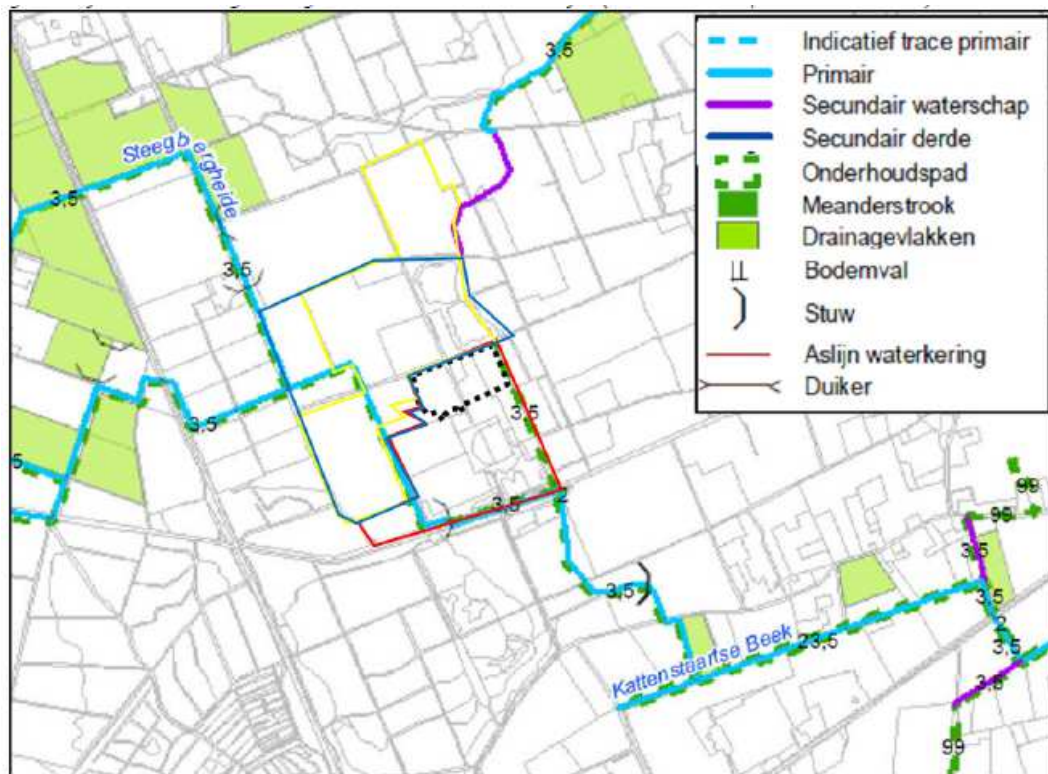 Indicatief trace primair
Primair
Secundair waterschap
Secundair derde
Onderhoudspad
Meanderstrook
Drainagevlakken
Bodemval
Stuw
Aslijn waterkering
Duiker
3,5
Steegbergheide
3,5
3,5
3,5
3,5
5
3,5
2
99
99
3,5
3,5
3,5
2
3,5
23,5
Kattenstaartse Beek
3,5
99